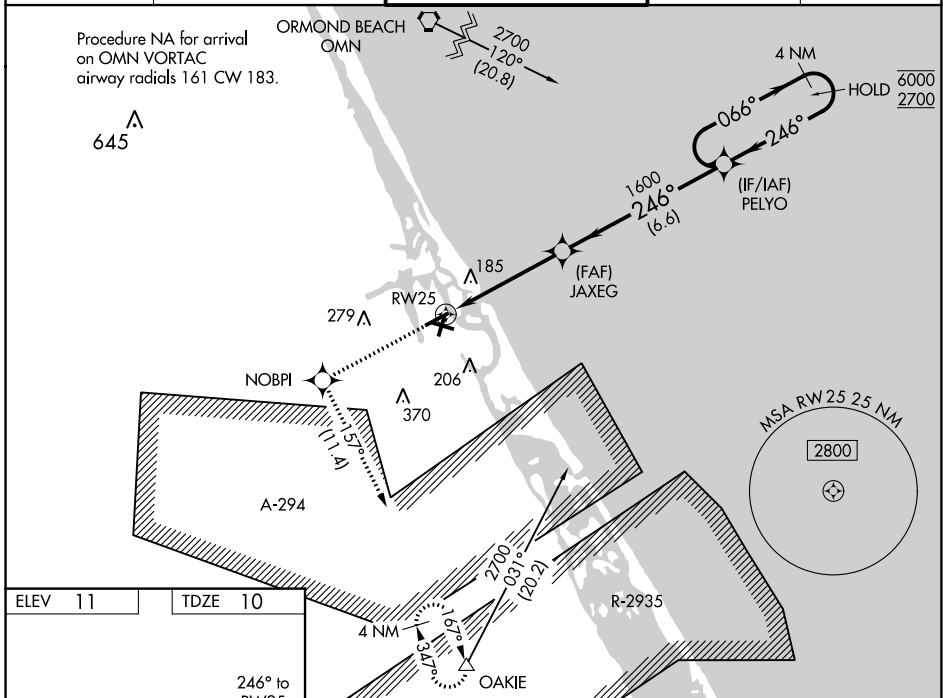 Procedure NA for arrival
on OMN VORTAC
airway radials 161 CW 183.
ORMOND BEACH
OMN
2700
120°
(20.8)
4 NM
HOLD
6000
2700
066°
246°
645
(IF/IAF)
PELYO
1600
246°
(6.6)
(FAF)
JAXEG
185
RW25
279
NOBPI
206
370
157°
(11.4)
MSA RW 25 25 NM
2800
A-294
2700
031°
(20.2)
R-2935
ELEV 11
TDZE 10
4 NM
167°
347°
OAKIE
246° to
RW25